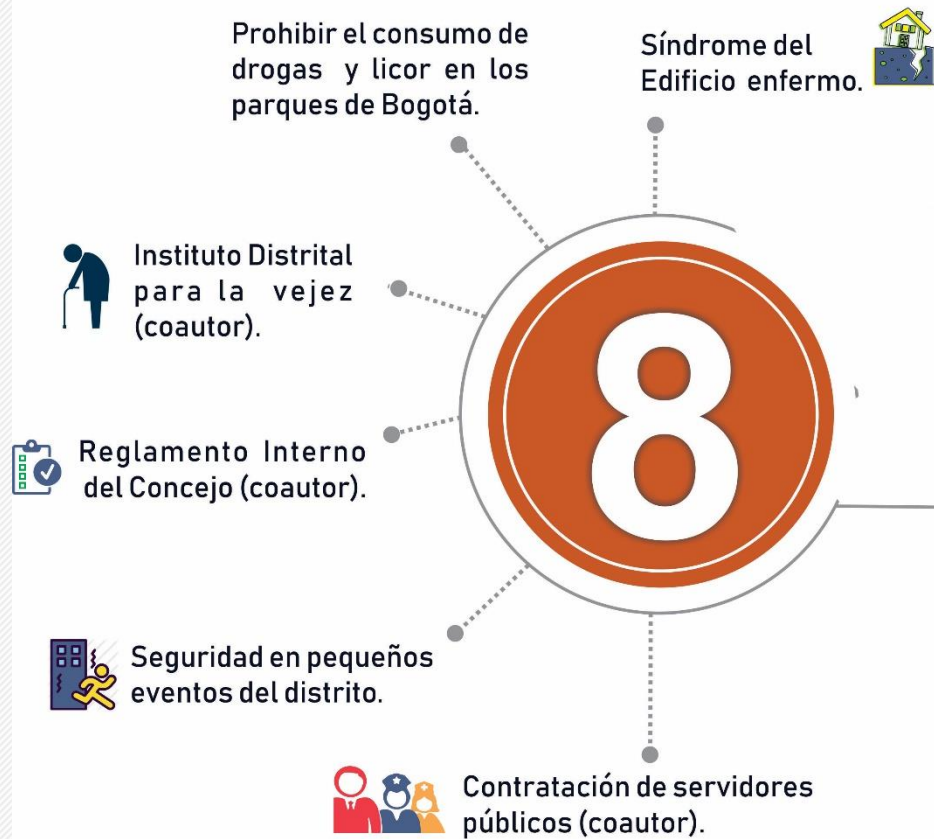 Prohibir el consumo de
drogas y licor en los
parques de Bogotá.
Síndrome del
Edificio enfermo.
Instituto Distrital
para la vejez
(coautor).
8
Reglamento Interno
del Concejo (coautor).
Seguridad en pequeños
eventos del distrito.
Contratación de servidores
públicos (coautor).